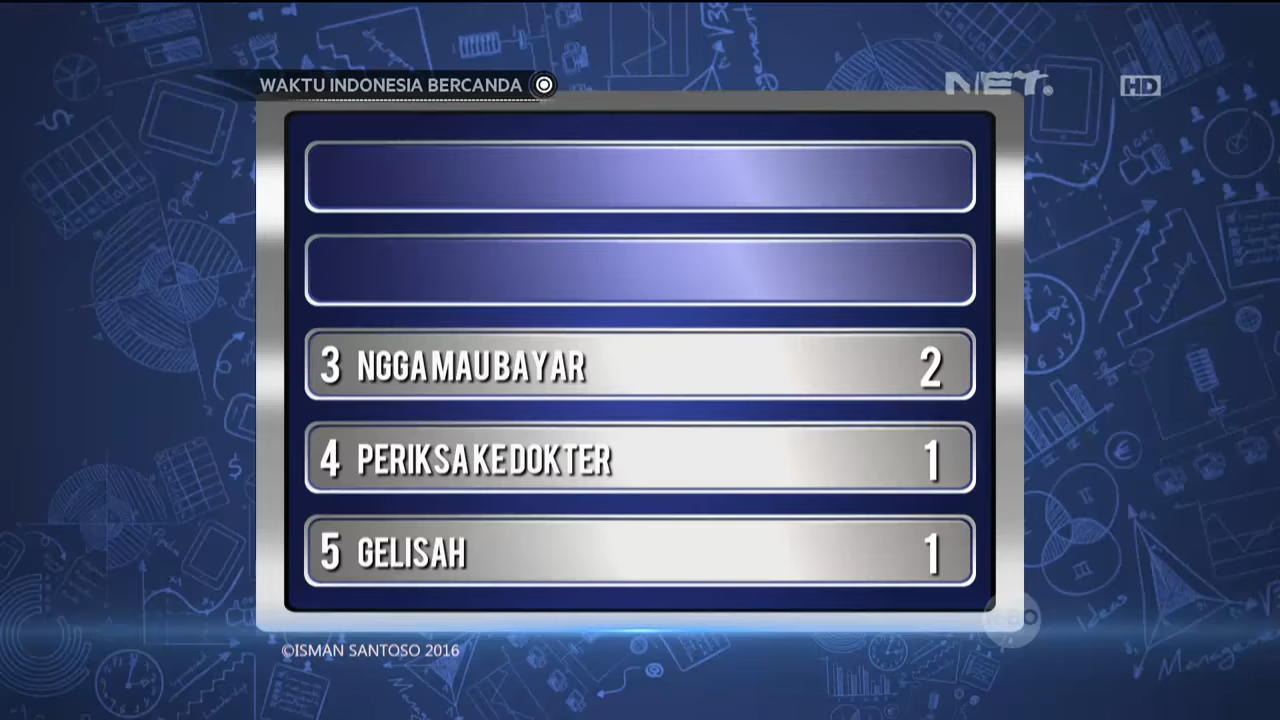 WAKTU INDONESIA BERCANDA
NET.
HD
3 NGGA MAU BAYAR 2
4 PERIKSA KE DOKTER 1
5 GELISAH 1
©ISMAN SANTOSO 2016